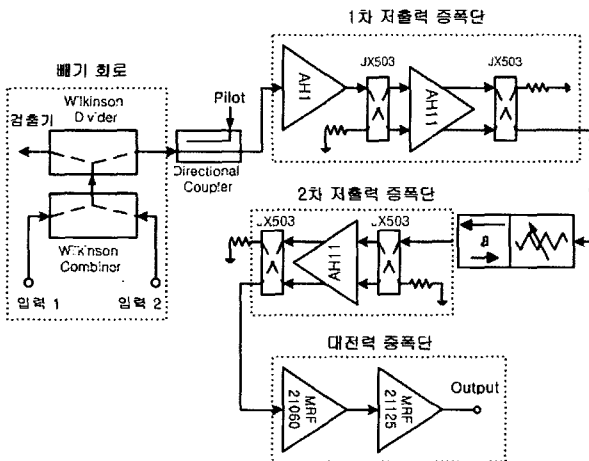 1차 저출력 증폭단
JX503
JX503
AH1
AH11
빼기 회로
Wilkinson
Divider
검출기
Pilot
Directional
Coupler
Wilkinson
Combiner
입력 1
입력 2
2차 저출력 증폭단
JX503
JX503
AH11
a
대전력 증폭단
MRF
21060
MRF
21125
Output